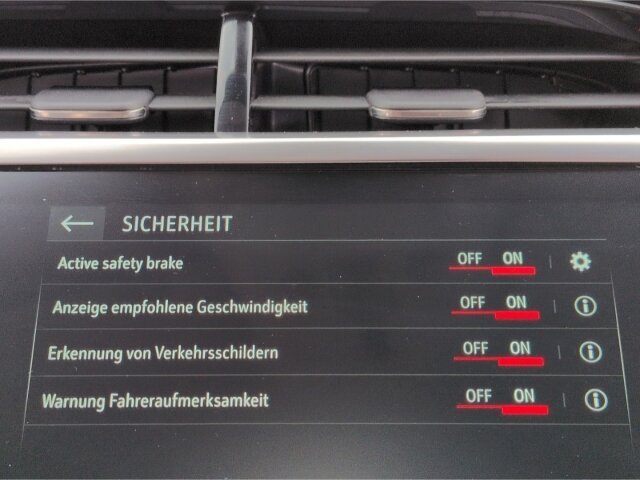 SICHERHEIT
Active safety brake OFF ON
Anzeige empfohlene Geschwindigkeit OFF ON
Erkennung von Verkehrsschildern OFF ON
Warnung Fahreraufmerksamkeit OFF ON